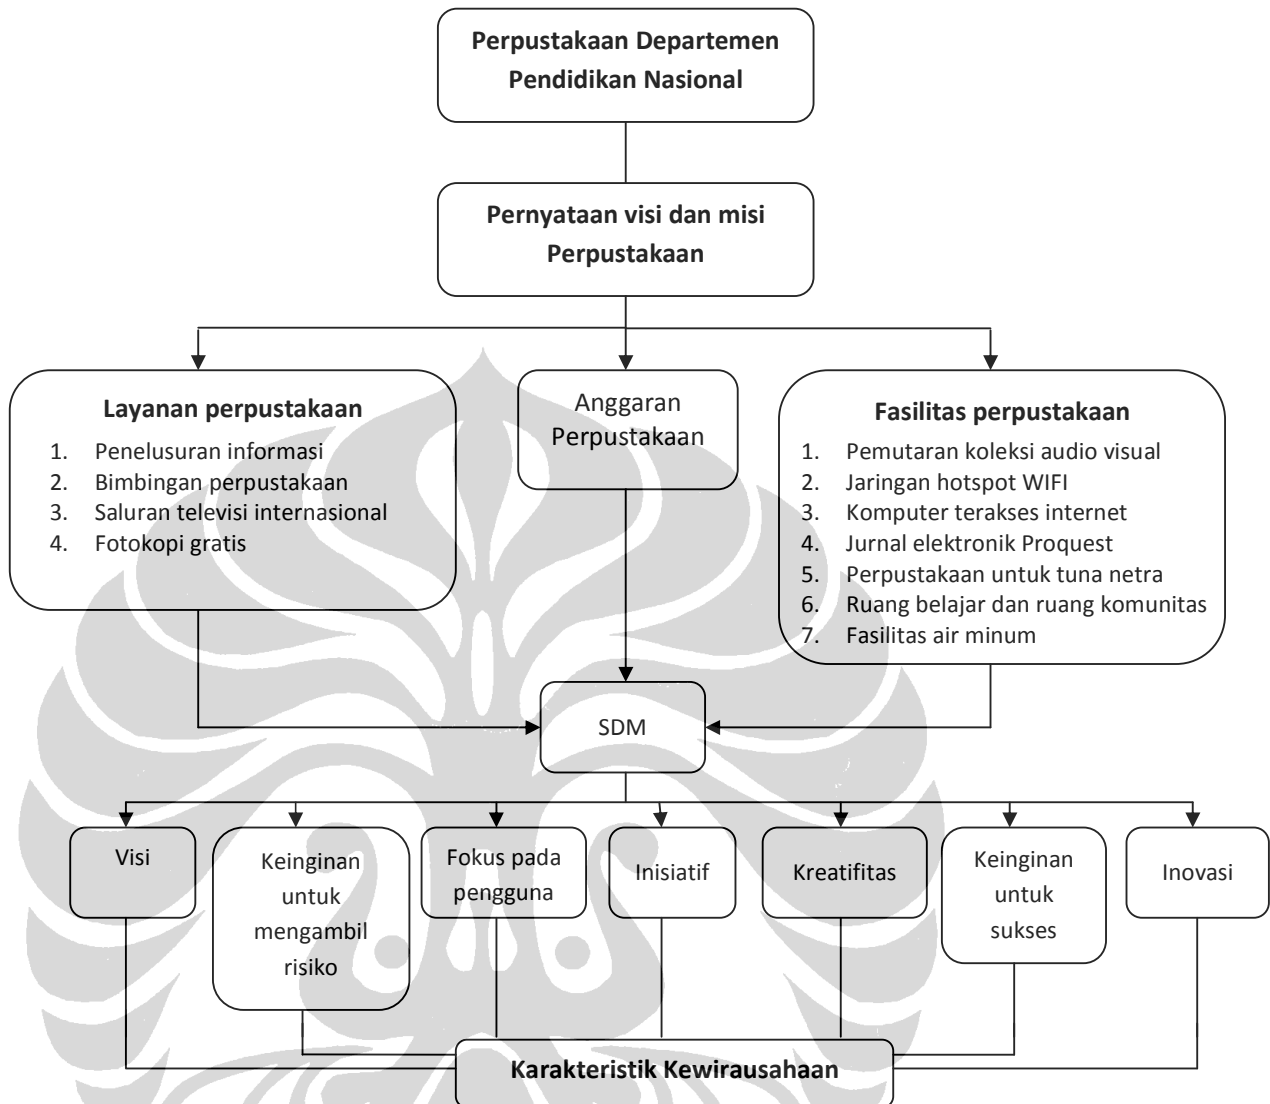 Perpustakaan Departemen
Pendidikan Nasional
Pernyataan visi dan misi
Perpustakaan
Layanan perpustakaan
1. Penelusuran informasi
2. Bimbingan perpustakaan
3. Saluran televisi internasional
4. Fotokopi gratis
Anggaran
Perpustakaan
Fasilitas perpustakaan
1. Pemutaran koleksi audio visual
2. Jaringan hotspot WIFI
3. Komputer terakses internet
4. Jurnal elektronik Proquest
5. Perpustakaan untuk tuna netra
6. Ruang belajar dan ruang komunitas
7. Fasilitas air minum
SDM
Visi
Keinginan
untuk
mengambil
risiko
Fokus pada
pengguna
Inisiatif
Kreatifitas
Keinginan
untuk
sukses
Inovasi
Karakteristik Kewirausahaan